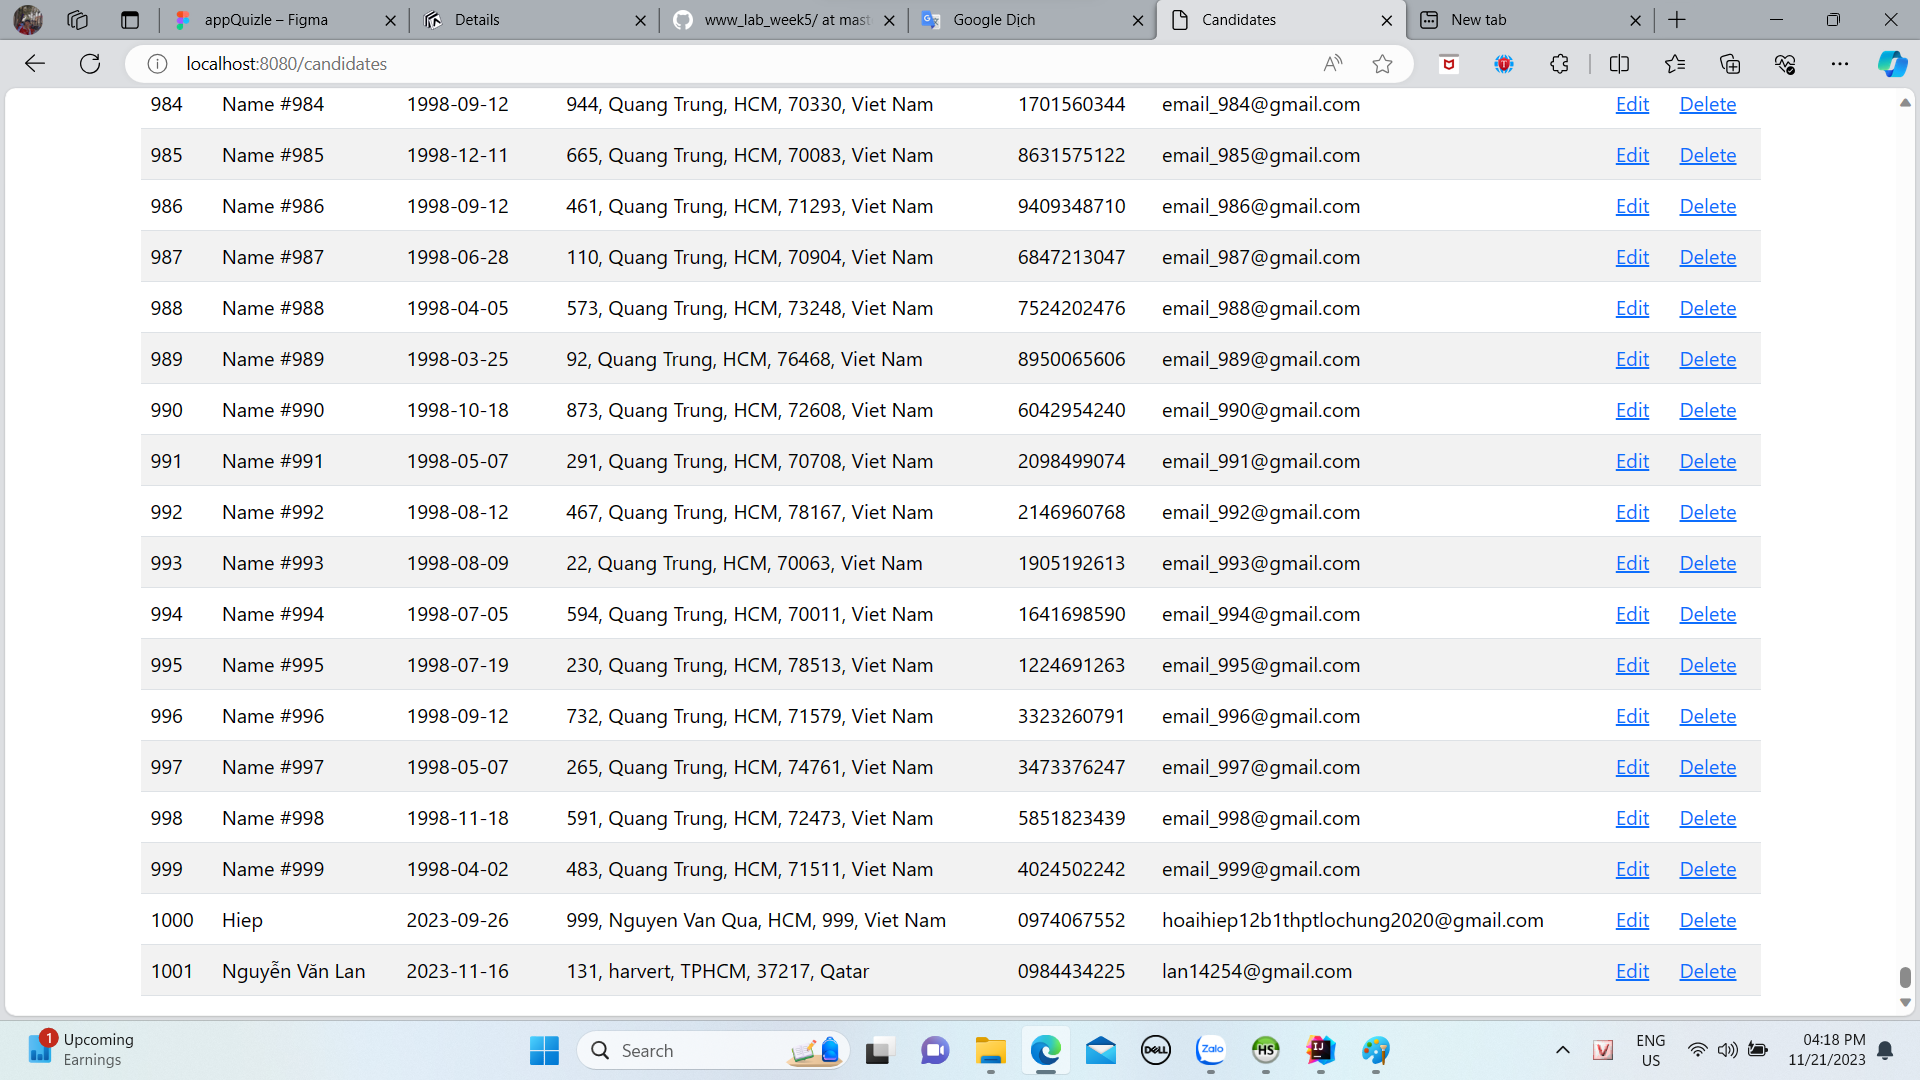 appQuizle – Figma
Details
www_lab_week5/ at mast
Google Dịch
Candidates
New tab
localhost:8080/candidates
984 Name #984 1998-09-12 944, Quang Trung, HCM, 70330, Viet Nam 1701560344 email_984@gmail.com Edit Delete
985 Name #985 1998-12-11 665, Quang Trung, HCM, 70083, Viet Nam 8631575122 email_985@gmail.com Edit Delete
986 Name #986 1998-09-12 461, Quang Trung, HCM, 71293, Viet Nam 9409348710 email_986@gmail.com Edit Delete
987 Name #987 1998-06-28 110, Quang Trung, HCM, 70904, Viet Nam 6847213047 email_987@gmail.com Edit Delete
988 Name #988 1998-04-05 573, Quang Trung, HCM, 73248, Viet Nam 7524202476 email_988@gmail.com Edit Delete
989 Name #989 1998-03-25 92, Quang Trung, HCM, 76468, Viet Nam 8950065606 email_989@gmail.com Edit Delete
990 Name #990 1998-10-18 873, Quang Trung, HCM, 72608, Viet Nam 6042954240 email_990@gmail.com Edit Delete
991 Name #991 1998-05-07 291, Quang Trung, HCM, 70708, Viet Nam 2098499074 email_991@gmail.com Edit Delete
992 Name #992 1998-08-12 467, Quang Trung, HCM, 78167, Viet Nam 2146960768 email_992@gmail.com Edit Delete
993 Name #993 1998-08-09 22, Quang Trung, HCM, 70063, Viet Nam 1905192613 email_993@gmail.com Edit Delete
994 Name #994 1998-07-05 594, Quang Trung, HCM, 70011, Viet Nam 1641698590 email_994@gmail.com Edit Delete
995 Name #995 1998-07-19 230, Quang Trung, HCM, 78513, Viet Nam 1224691263 email_995@gmail.com Edit Delete
996 Name #996 1998-09-12 732, Quang Trung, HCM, 71579, Viet Nam 3323260791 email_996@gmail.com Edit Delete
997 Name #997 1998-05-07 265, Quang Trung, HCM, 74761, Viet Nam 3473376247 email_997@gmail.com Edit Delete
998 Name #998 1998-11-18 591, Quang Trung, HCM, 72473, Viet Nam 5851823439 email_998@gmail.com Edit Delete
999 Name #999 1998-04-02 483, Quang Trung, HCM, 71511, Viet Nam 4024502242 email_999@gmail.com Edit Delete
1000 Hiep 2023-09-26 999, Nguyen Van Qua, HCM, 999, Viet Nam 0974067552 hoaihiep12b1thptlochung2020@gmail.com Edit Delete
1001 Nguyễn Văn Lan 2023-11-16 131, harvert, TPHCM, 37217, Qatar 0984434225 lan14254@gmail.com Edit Delete
1
Upcoming
Earnings
Search
DELL
Zalo
HS
IJ
V
ENG
US
04:18 PM
11/21/2023